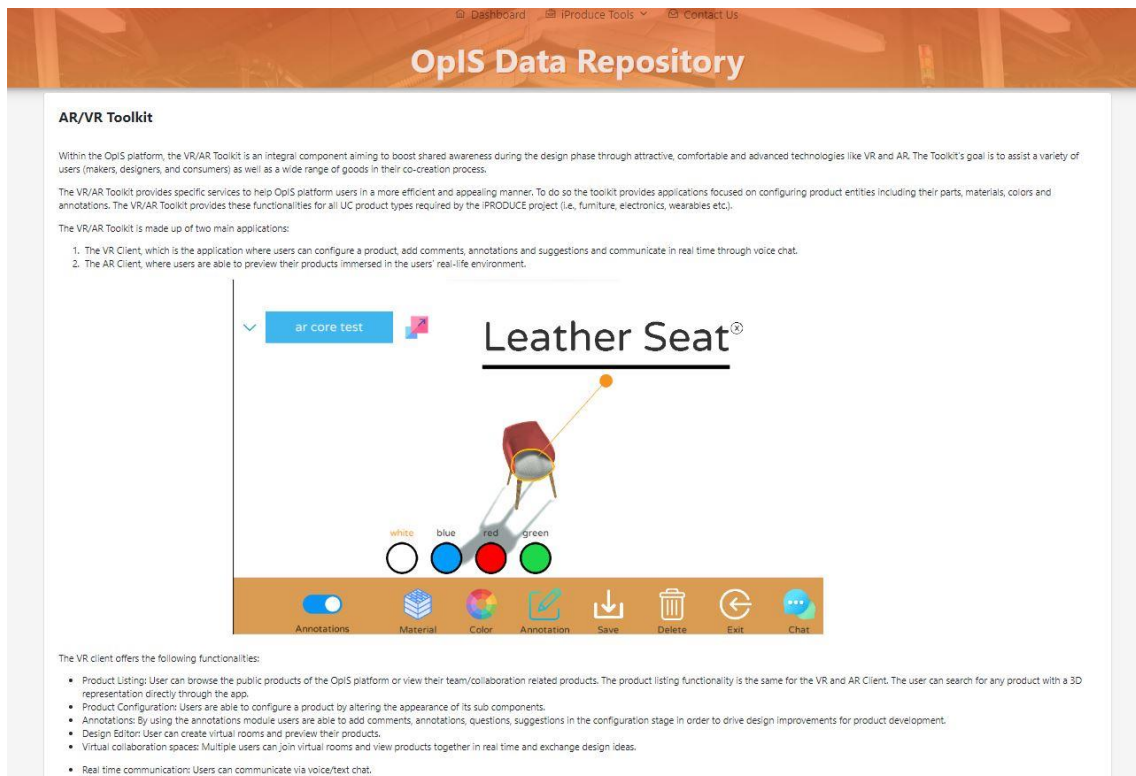 Dashboard iProduce Tools Contact Us
OpIS Data Repository
AR/VR Toolkit
Within the OpIS platform, the VR/AR Toolkit is an integral component aiming to boost shared awareness during the design phase through attractive, comfortable and advanced technologies like VR and AR. The Toolkit's goal is to assist a variety of
users (makers, designers, and consumers) as well as a wide range of goods in their co-creation process.
The VR/AR Toolkit provides specific services to help OpIS platform users in a more efficient and appealing manner. To do so the toolkit provides applications focused on configuring product entities including their parts, materials, colors and
annotations. The VR/AR Toolkit provides these functionalities for all UC product types required by the iPRODUCE project (i.e., furniture, electronics, wearables etc.).
The VR/AR Toolkit is made up of two main applications:
1. The VR Client, which is the application where users can configure a product, add comments, annotations and suggestions and communicate in real time through voice chat.
2. The AR Client, where users are able to preview their products immersed in the users' real-life environment.
ar core test
Leather Seat
white blue red green
Annotations Material Color Annotation Save Delete Exit Chat
The VR client offers the following functionalities:
• Product Listing: User can browse the public products of the OpIS platform or view their team/collaboration related products. The product listing functionality is the same for the VR and AR Client. The user can search for any product with a 3D
representation directly through the app.
• Product Configuration: Users are able to configure a product by altering the appearance of its sub components.
• Annotations: By using the annotations module users are able to add comments, annotations, questions, suggestions in the configuration stage in order to drive design improvements for product development.
• Design Editor: User can create virtual rooms and preview their products.
• Virtual collaboration spaces: Multiple users can join virtual rooms and view products together in real time and exchange design ideas.
• Real time communication: Users can communicate via voice/text chat.